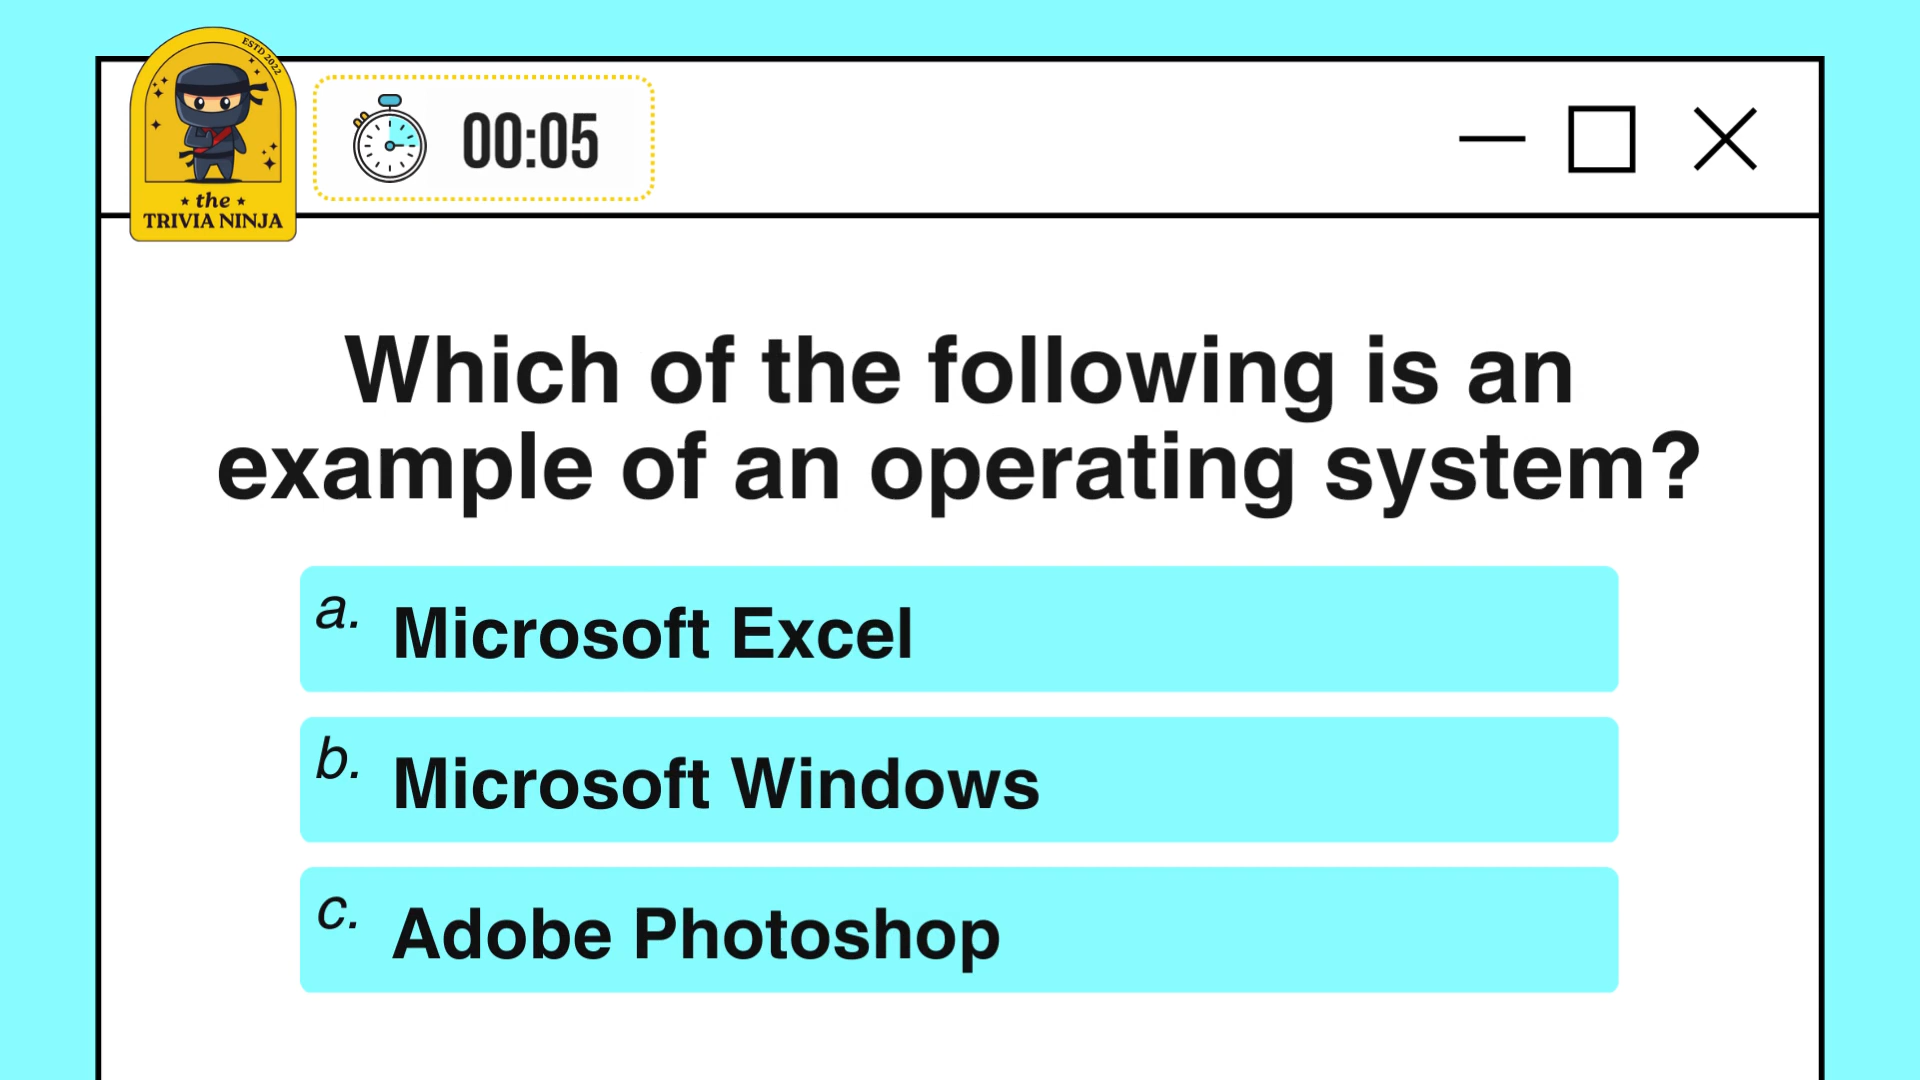 ESTD 2022
the
TRIVIA NINJA
00:05
Which of the following is an
example of an operating system?
a. Microsoft Excel
b. Microsoft Windows
c. Adobe Photoshop